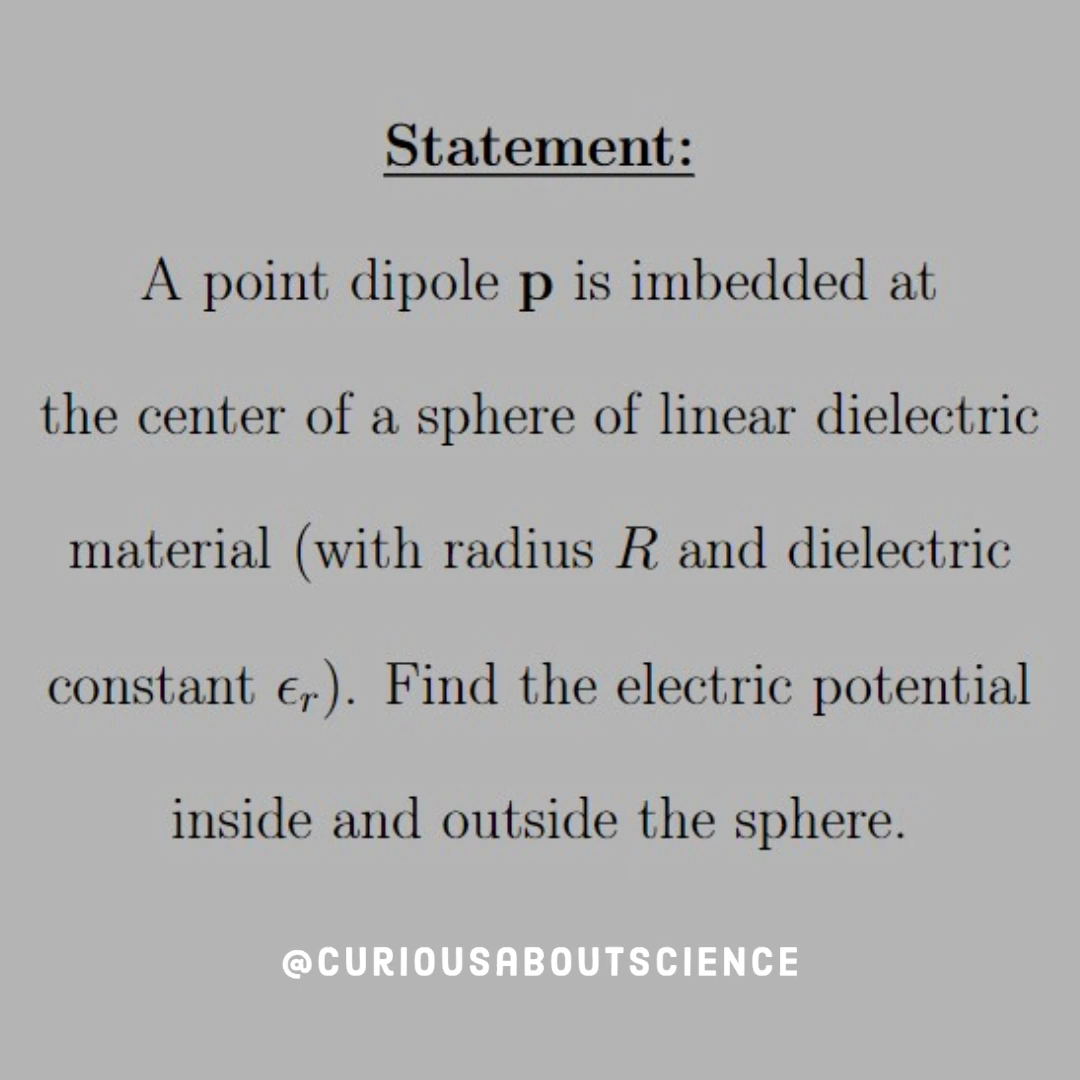 Statement:
A point dipole p is imbedded at
the center of a sphere of linear dielectric
material (with radius R and dielectric
constant ϵᵣ). Find the electric potential
inside and outside the sphere.
@CURIOUSABOUTSCIENCE